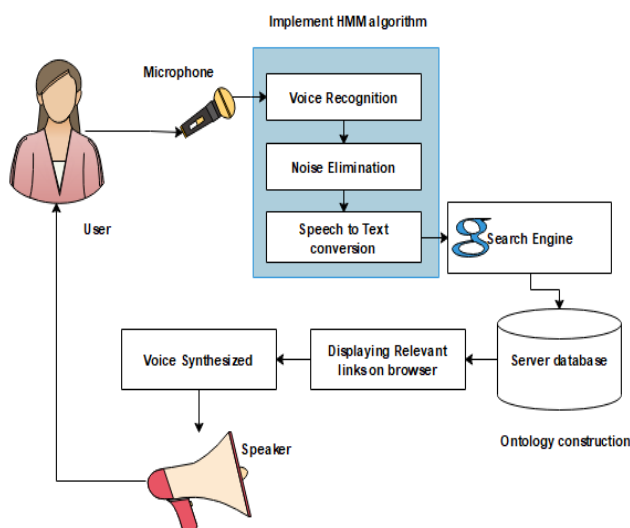 Implement HMM algorithm
Microphone
Voice Recognition
Noise Elimination
Speech to Text
conversion
User
g Search Engine
Server database
Displaying Relevant
links on browser
Voice Synthesized
Ontology construction
Speaker